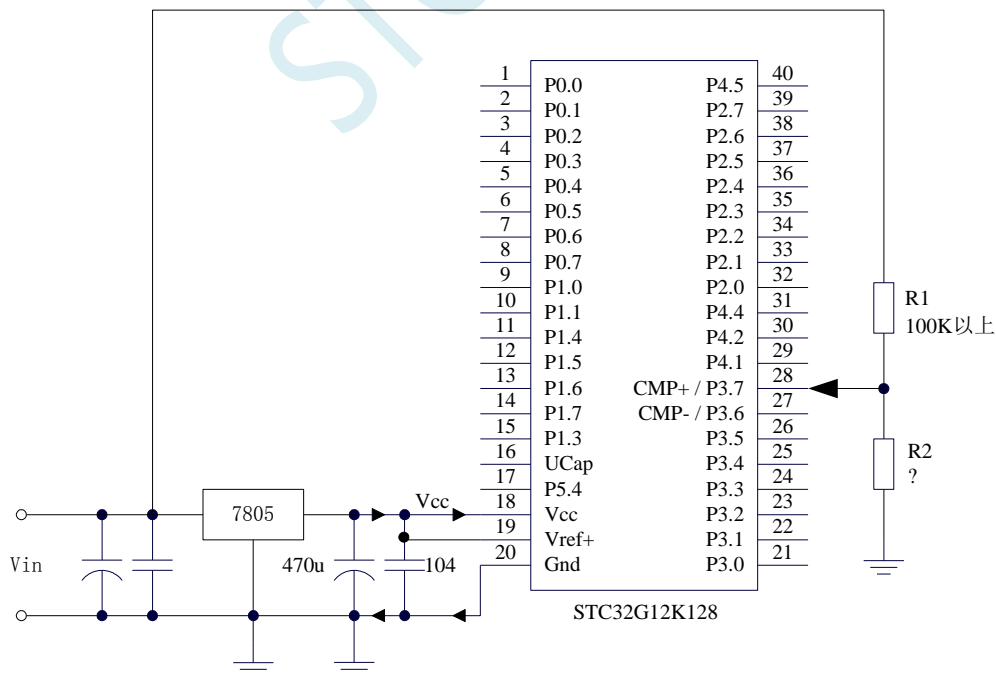 STC
1 P0.0 P4.5 40
2 P0.1 P2.7 39
3 P0.2 P2.6 38
4 P0.3 P2.5 37
5 P0.4 P2.4 36
6 P0.5 P2.3 35
7 P0.6 P2.2 34
8 P0.7 P2.1 33
9 P1.0 P2.0 32
10 P1.1 P4.4 31
11 P1.4 P4.2 30
12 P1.5 P4.1 29
13 P1.6 CMP+ / P3.7 28
14 P1.7 CMP- / P3.6 27
15 P1.3 P3.5 26
16 UCap P3.4 25
17 P5.4 P3.3 24
18 Vcc P3.2 23
19 Vref+ P3.1 22
20 Gnd P3.0 21
R1
100K以上
R2
?
7805
Vcc
Vin
470u
104
STC32G12K128